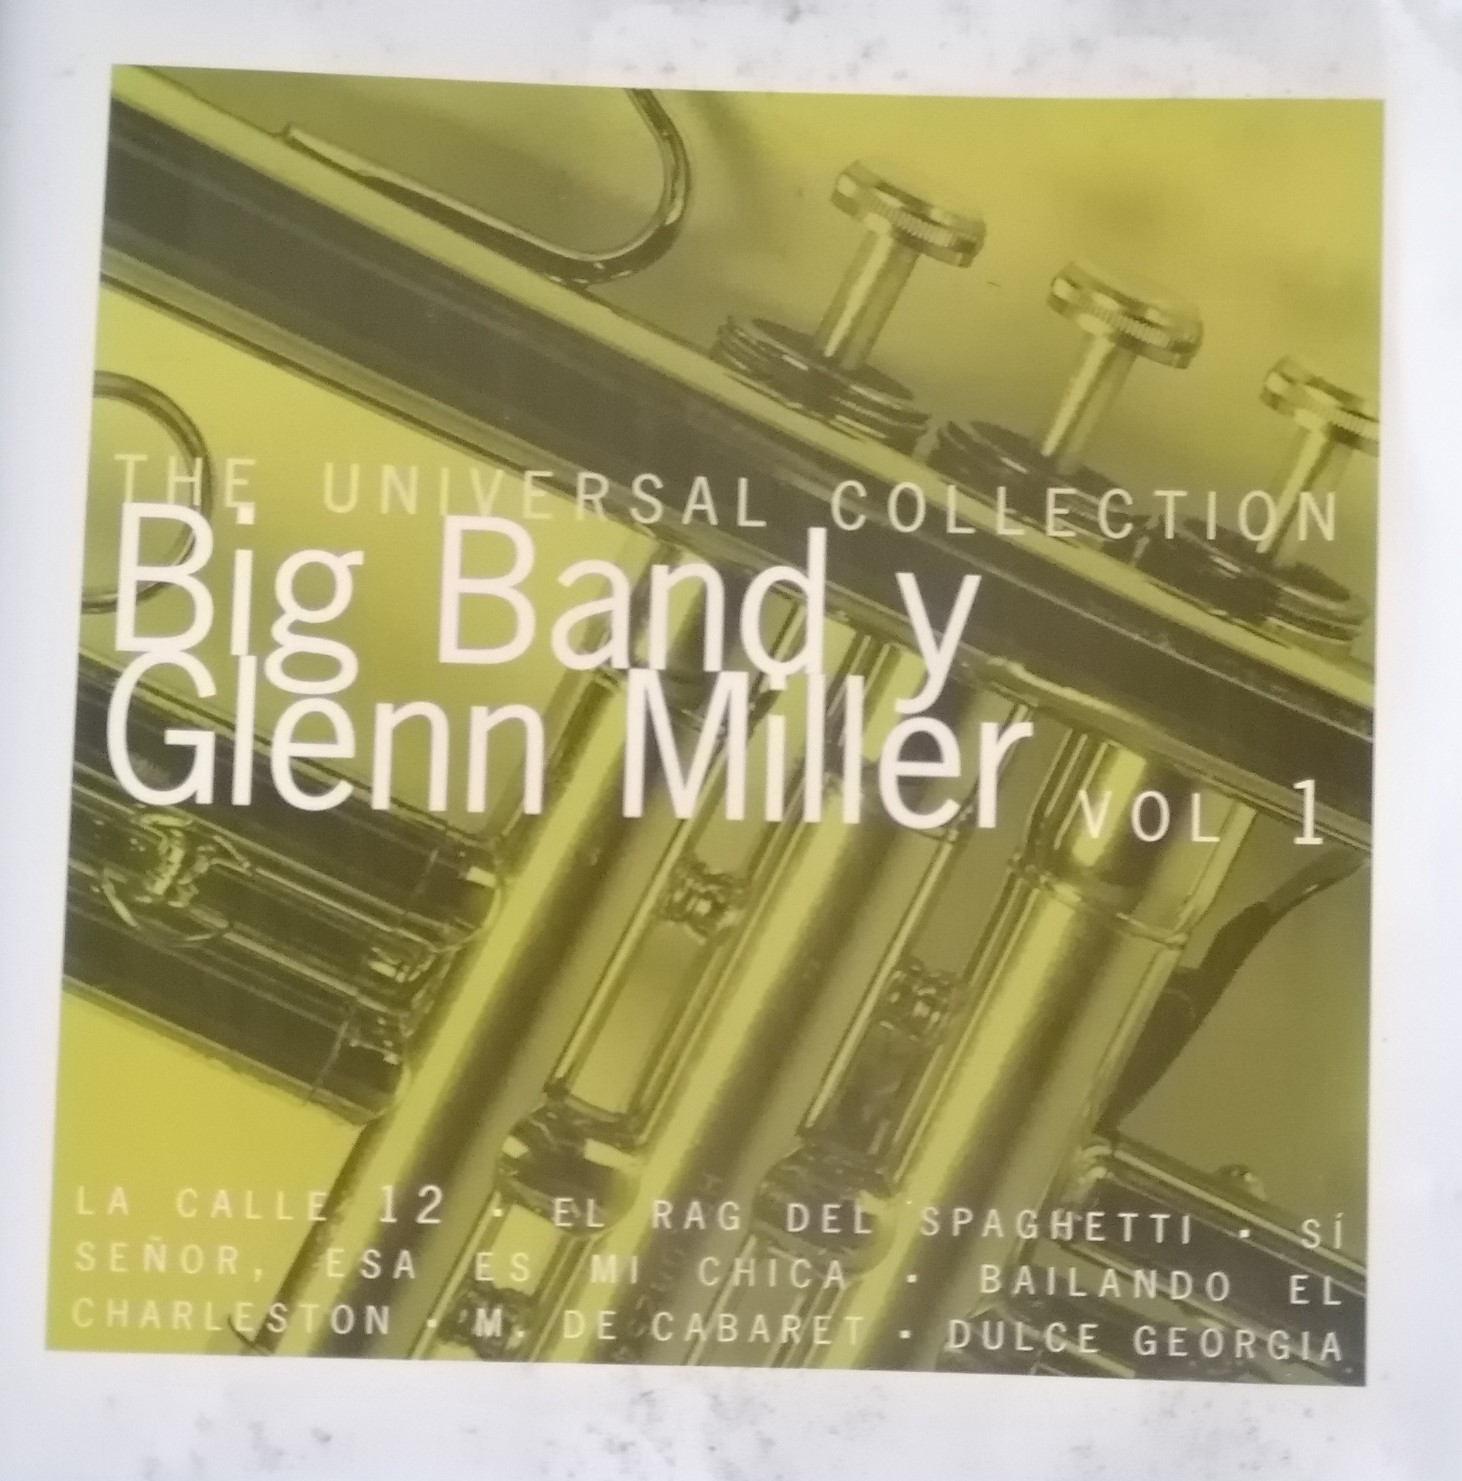 THE UNIVERSAL COLLECTION
Big Band y
Glenn Miller VOL 1
LA CALLE 12 · EL RAG DEL SPAGHETTI · SÍ
SEÑOR, ESA ES MI CHICA · BAILANDO EL
CHARLESTON · M. DE CABARET · DULCE GEORGIA